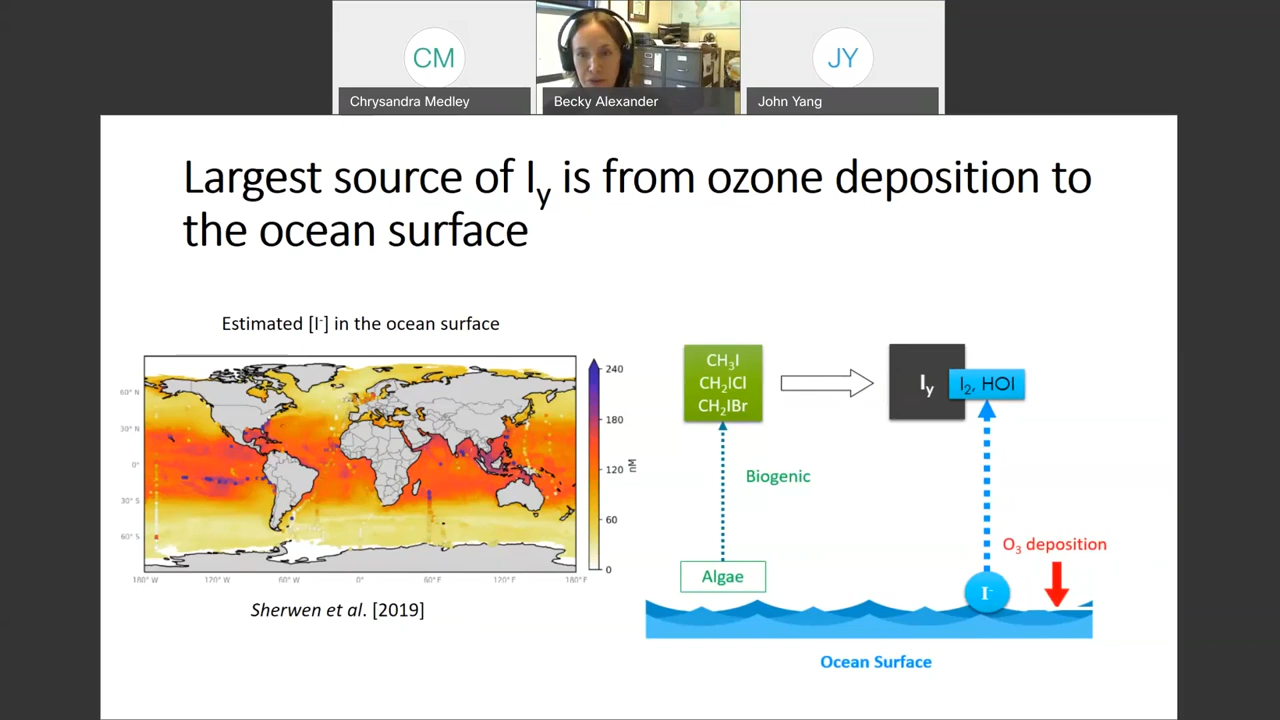 CM
JY
Chrysandra Medley
Becky Alexander
John Yang
Largest source of Iy is from ozone deposition to
the ocean surface
Estimated [I-] in the ocean surface
60° N
30° N
0°
30° S
60° S
180° W
120° W
60° W
0°
60° E
120° E
180° E
240
180
120
60
0
nM
Sherwen et al. [2019]
CH3I
CH2ICl
CH2IBr
Iy
I2, HOI
Biogenic
O3 deposition
Algae
I-
Ocean Surface